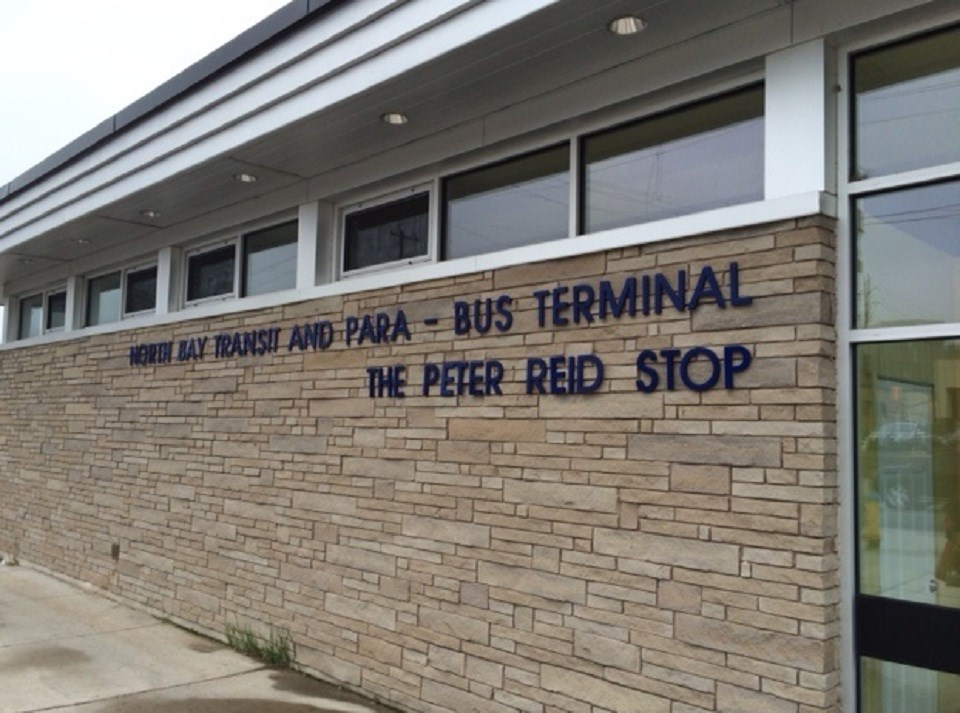 NORTH BAY TRANSIT AND PARA - BUS TERMINAL
THE PETER REID STOP